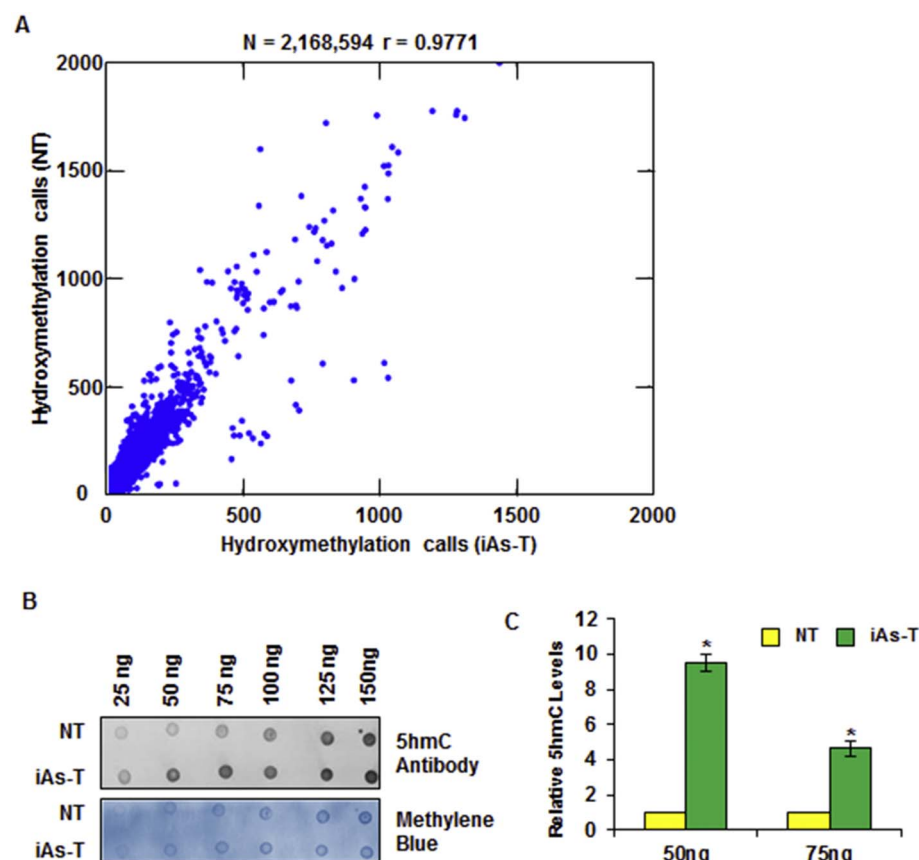 A
N = 2,168,594 r = 0.9771
Hydroxymethylation calls (NT)
2000
1500
1000
500
0
0 500 1000 1500 2000
Hydroxymethylation calls (iAs-T)
B
25 ng 50 ng 75 ng 100 ng 125 ng 150ng
NT
iAs-T
5hmC
Antibody
NT
iAs-T
Methylene
Blue
C
Relative 5hmC Levels
12
10
8
6
4
2
0
NT iAs-T
*
*
50ng 75ng